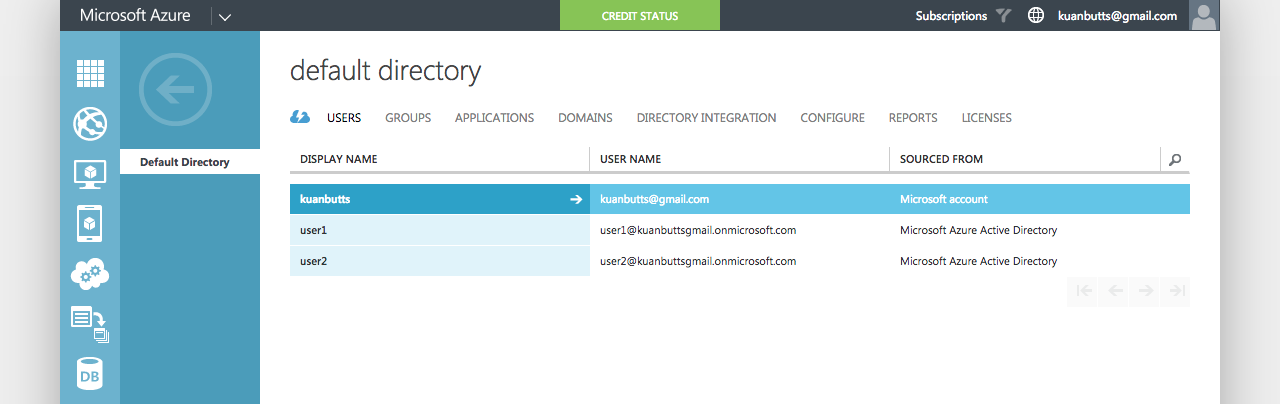 Microsoft Azure CREDIT STATUS Subscriptions kuanbutts@gmail.com
default directory
USERS GROUPS APPLICATIONS DOMAINS DIRECTORY INTEGRATION CONFIGURE REPORTS LICENSES
Default Directory
DISPLAY NAME USER NAME SOURCED FROM
kuanbutts kuanbutts@gmail.com Microsoft account
user1 user1@kuanbuttsgmail.onmicrosoft.com Microsoft Azure Active Directory
user2 user2@kuanbuttsgmail.onmicrosoft.com Microsoft Azure Active Directory
DB